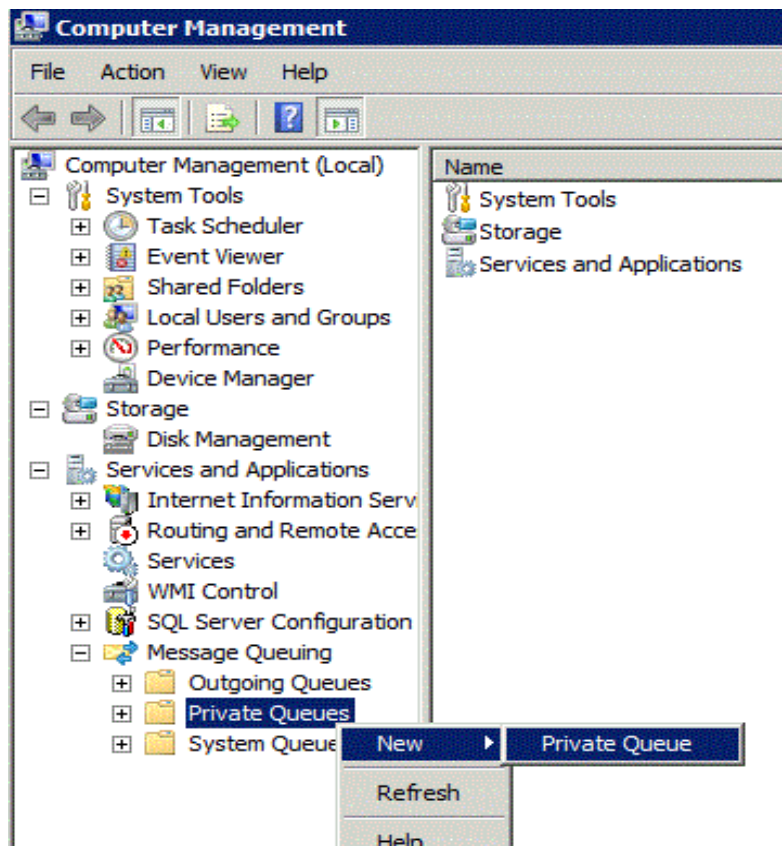 Computer Management
File Action View Help
Computer Management (Local)
System Tools
Task Scheduler
Event Viewer
Shared Folders
Local Users and Groups
Performance
Device Manager
Storage
Disk Management
Services and Applications
Internet Information Servi
Routing and Remote Acce
Services
WMI Control
SQL Server Configuration
Message Queuing
Outgoing Queues
Private Queues
System Queue
Name
System Tools
Storage
Services and Applications
New
Private Queue
Refresh
Help